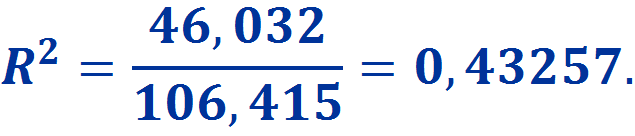 R² = 46,032 / 106,415 = 0,43257.